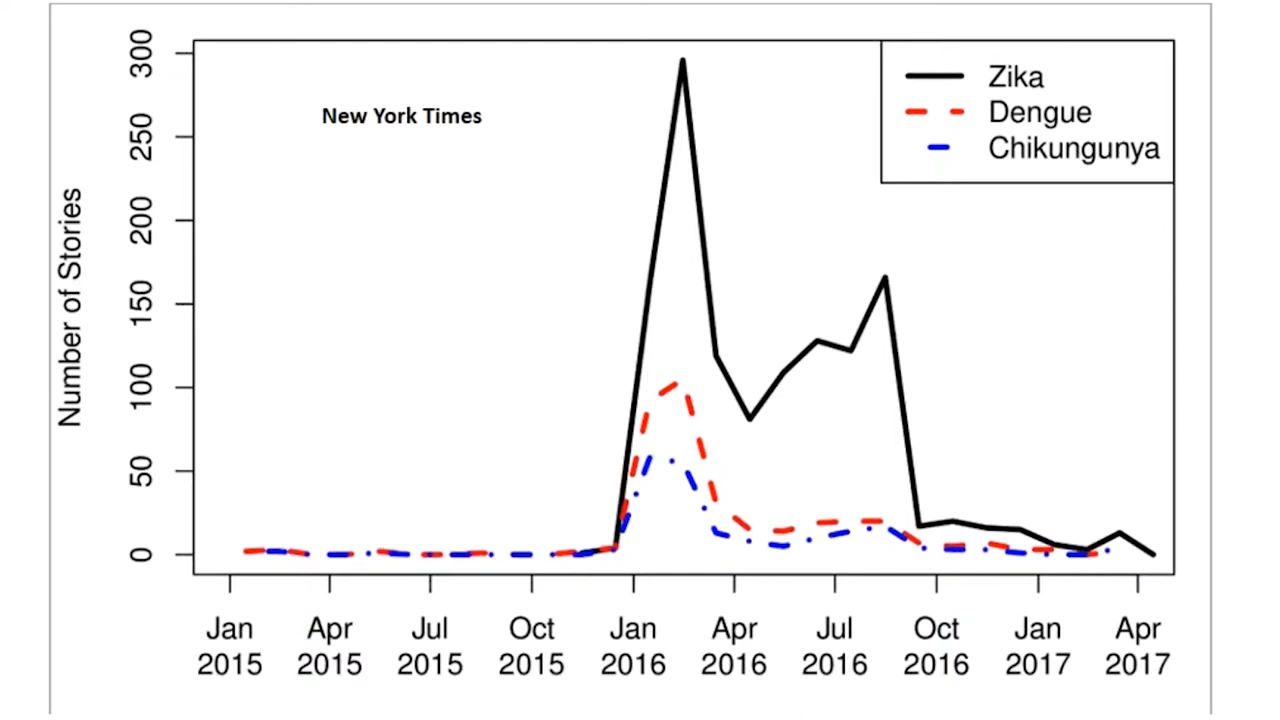 New York Times
Zika
Dengue
Chikungunya
Number of Stories
300
250
200
150
100
50
0
Jan Apr Jul Oct Jan Apr Jul Oct Jan Apr
2015 2015 2015 2015 2016 2016 2016 2016 2017 2017